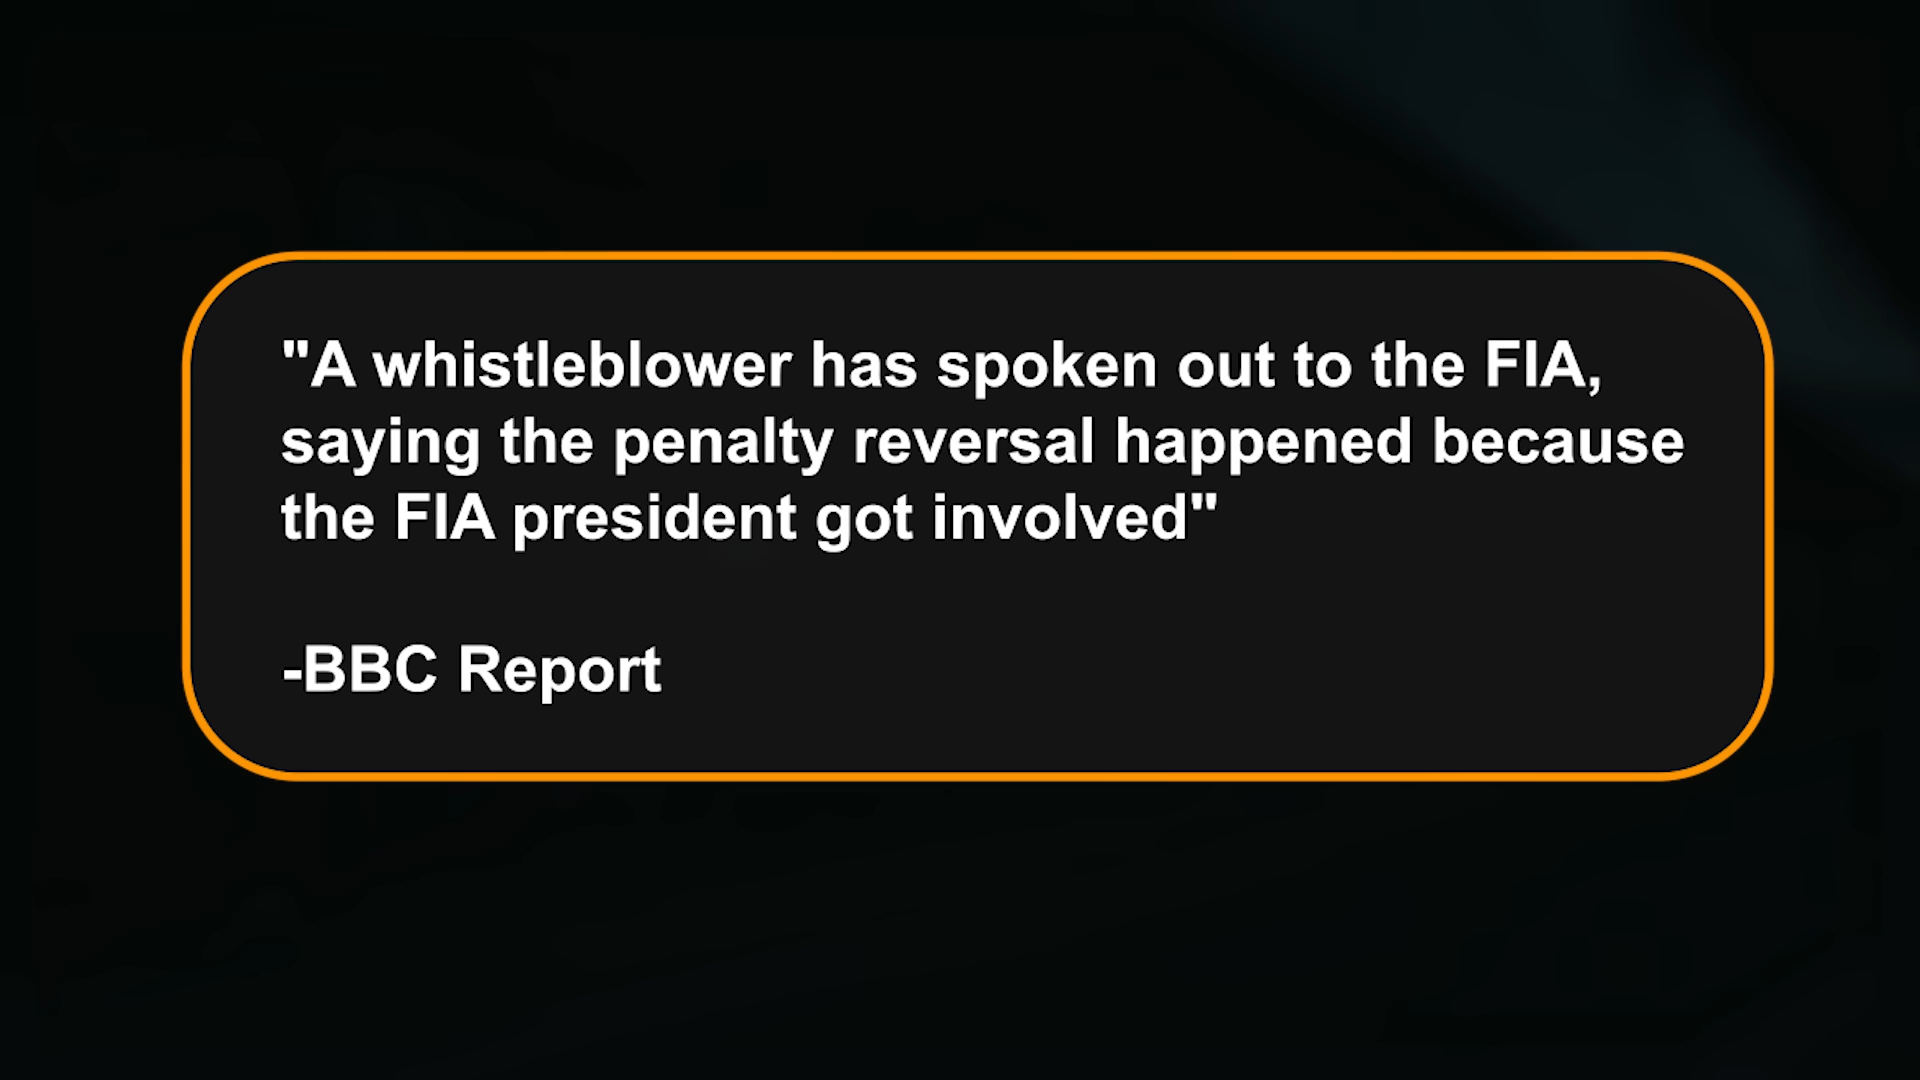 "A whistleblower has spoken out to the FIA,
saying the penalty reversal happened because
the FIA president got involved"
-BBC Report